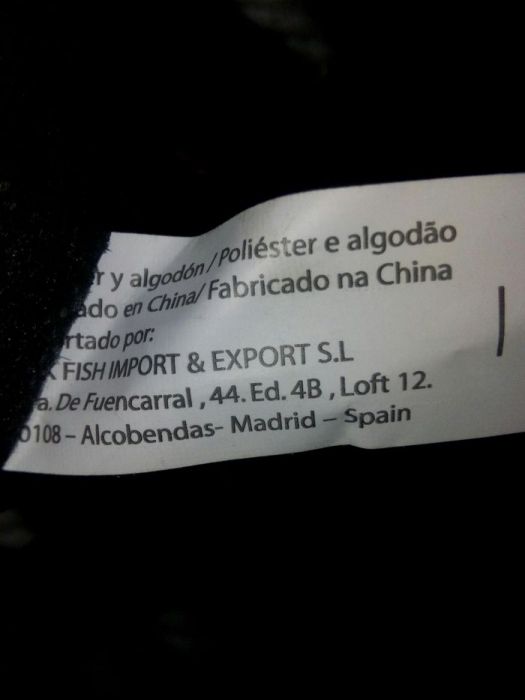 r y algodón / Poliéster e algodão
ado en China/ Fabricado na China
rtado por:
K FISH IMPORT & EXPORT S.L
a. De Fuencarral , 44. Ed. 4B , Loft 12.
0108 – Alcobendas- Madrid – Spain